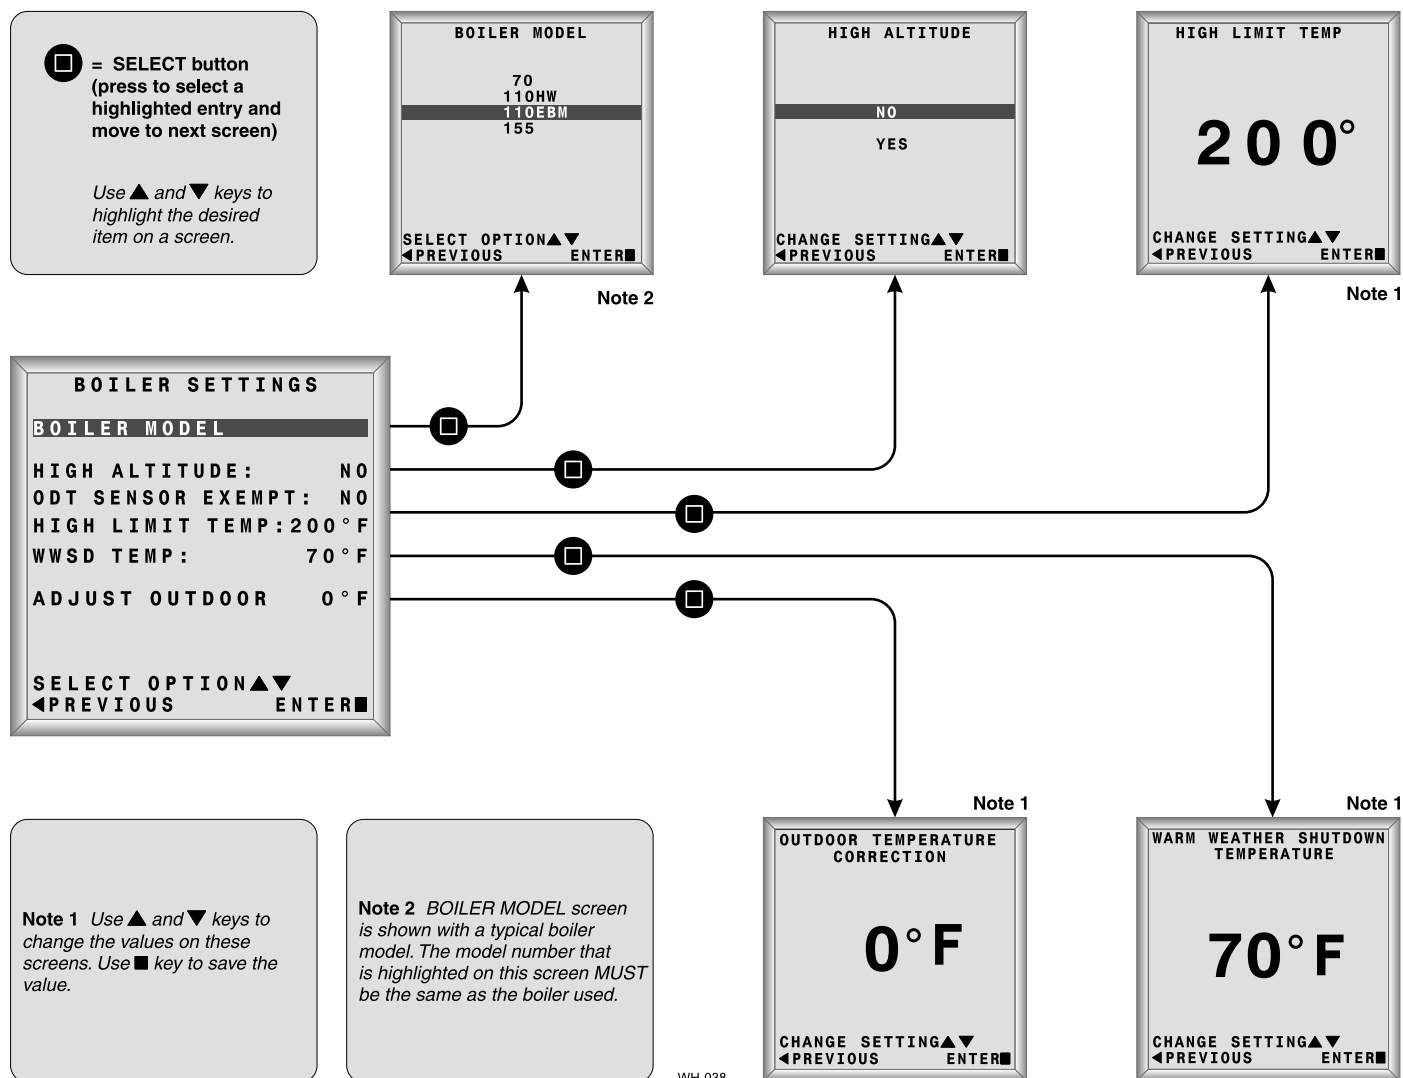 = SELECT button
(press to select a
highlighted entry and
move to next screen)
Use ▲ and ▼ keys to
highlight the desired
item on a screen.
BOILER MODEL
70
110HW
110EBM
155
SELECT OPTION▲▼
◀PREVIOUS ENTER■
Note 2
HIGH ALTITUDE
NO
YES
CHANGE SETTING▲▼
◀PREVIOUS ENTER■
HIGH LIMIT TEMP
200°
CHANGE SETTING▲▼
◀PREVIOUS ENTER■
Note 1
BOILER SETTINGS
BOILER MODEL
HIGH ALTITUDE: NO
ODT SENSOR EXEMPT: NO
HIGH LIMIT TEMP:200°F
WWSD TEMP: 70°F
ADJUST OUTDOOR 0°F
SELECT OPTION▲▼
◀PREVIOUS ENTER■
Note 1 Use ▲ and ▼ keys to
change the values on these
screens. Use ■ key to save the
value.
Note 2 BOILER MODEL screen
is shown with a typical boiler
model. The model number that
is highlighted on this screen MUST
be the same as the boiler used.
WH-038
Note 1
OUTDOOR TEMPERATURE
CORRECTION
0°F
CHANGE SETTING▲▼
◀PREVIOUS ENTER■
Note 1
WARM WEATHER SHUTDOWN
TEMPERATURE
70°F
CHANGE SETTING▲▼
◀PREVIOUS ENTER■